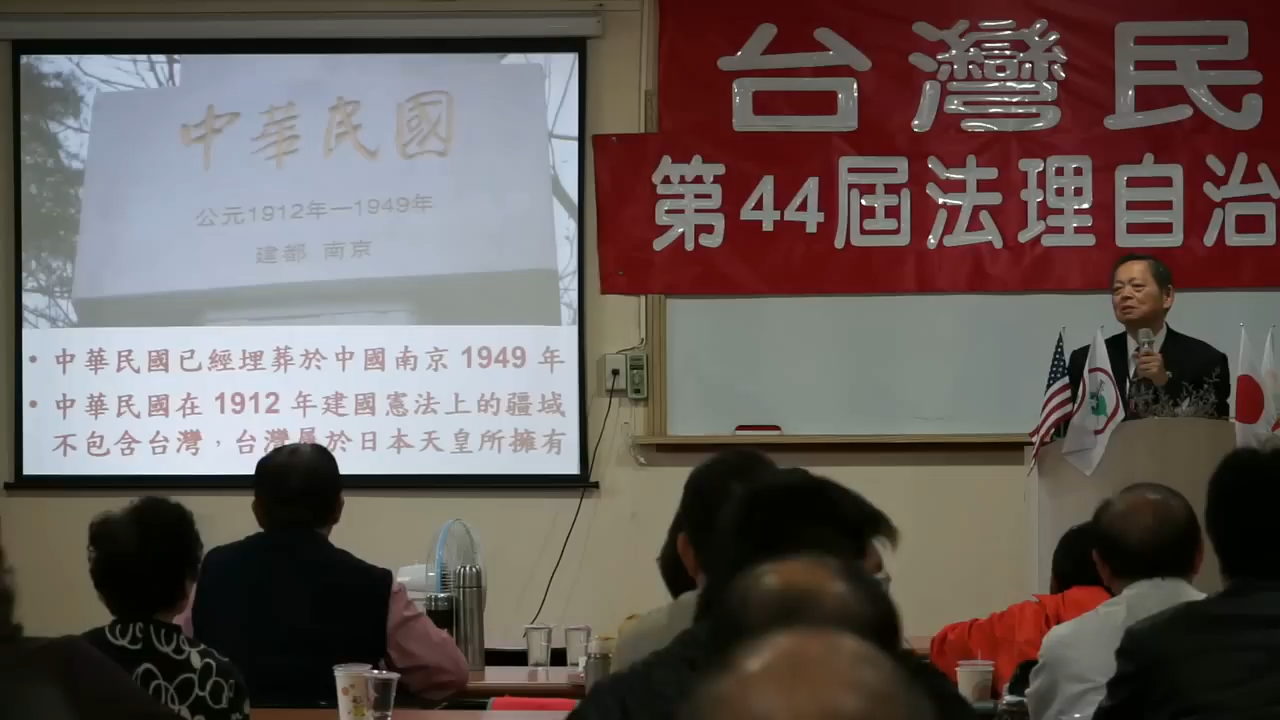 中華民國
公元1912年—1949年
建都 南京
• 中華民國已經埋葬於中國南京 1949 年
• 中華民國在 1912 年建國憲法上的疆域
不包含台灣，台灣屬於日本天皇所擁有
台灣民
第44屆法理自治